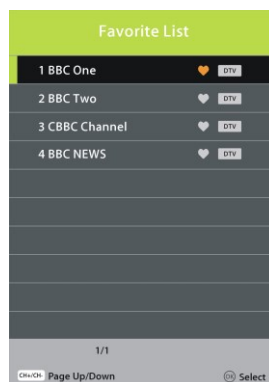 Favorite List
1 BBC One DTV
2 BBC Two DTV
3 CBBC Channel DTV
4 BBC NEWS DTV
1/1
CH+/CH- Page Up/Down OK Select